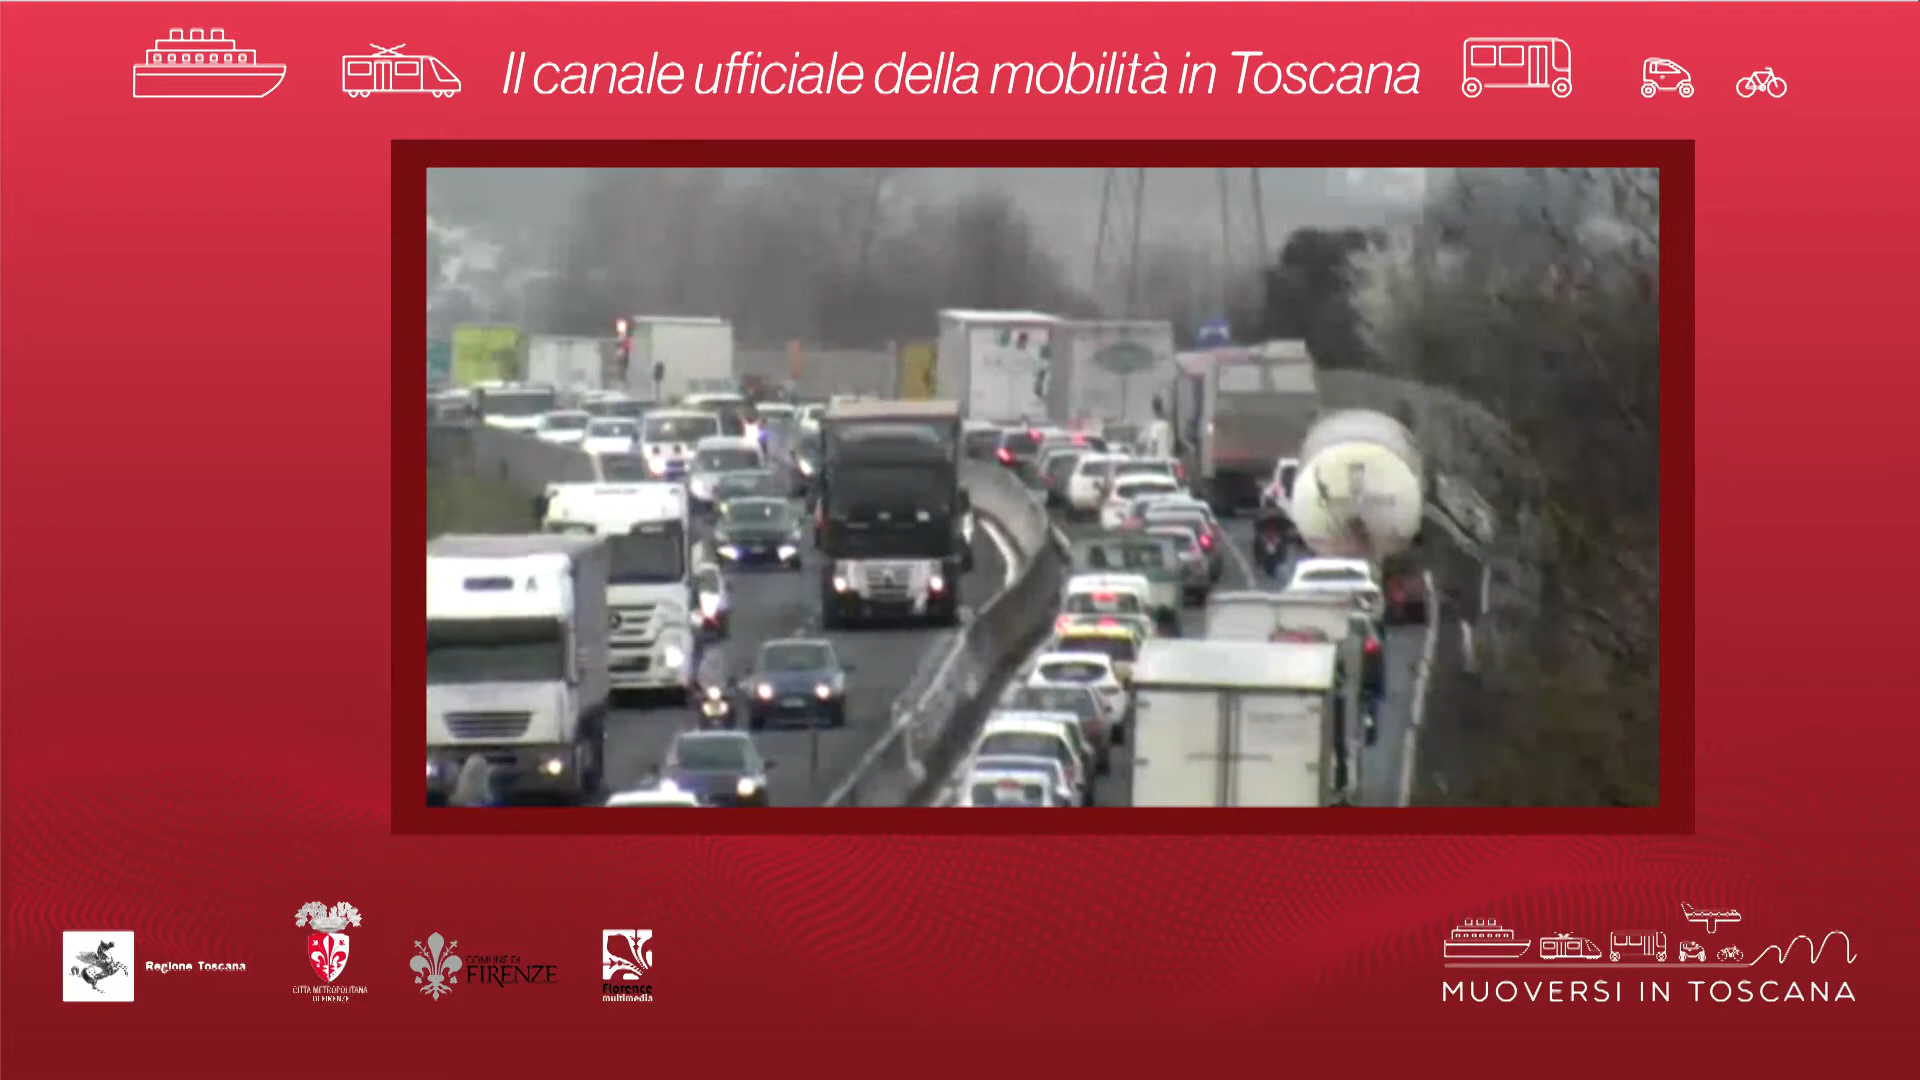 Il canale ufficiale della mobilità in Toscana
Regione Toscana
CITTÀ METROPOLITANA
DI FIRENZE
COMUNE DI
FIRENZE
Florence
multimedia
MUOVERSI IN TOSCANA